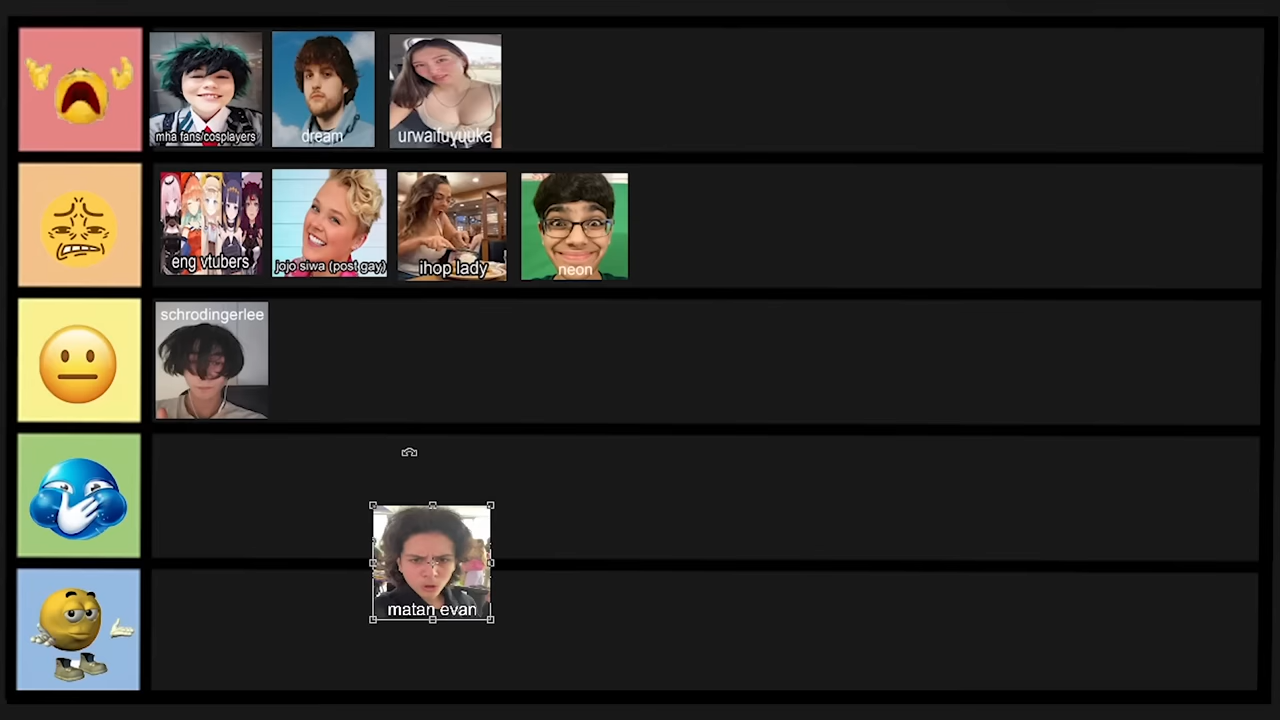 mha fans/cosplayers
dream
urwaifuyuuka
eng vtubers
jojo siwa (post gay)
ihop lady
neon
schrodingerlee
matan evan